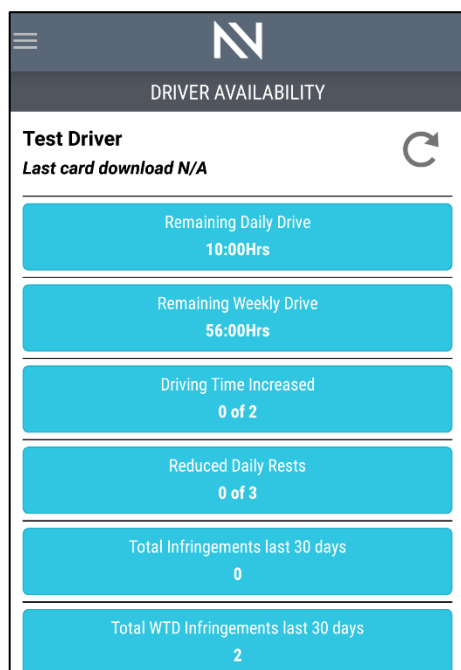 DRIVER AVAILABILITY
Test Driver
Last card download N/A
Remaining Daily Drive
10:00Hrs
Remaining Weekly Drive
56:00Hrs
Driving Time Increased
0 of 2
Reduced Daily Rests
0 of 3
Total Infringements last 30 days
0
Total WTD Infringements last 30 days
2